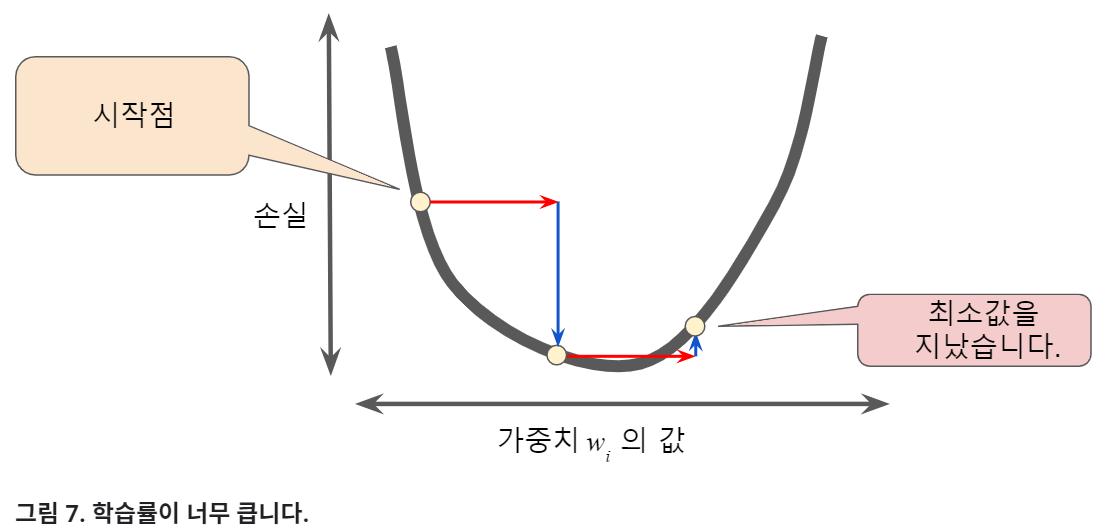 시작점
손실
최소값을
지났습니다.
가중치 wᵢ 의 값
그림 7. 학습률이 너무 큽니다.